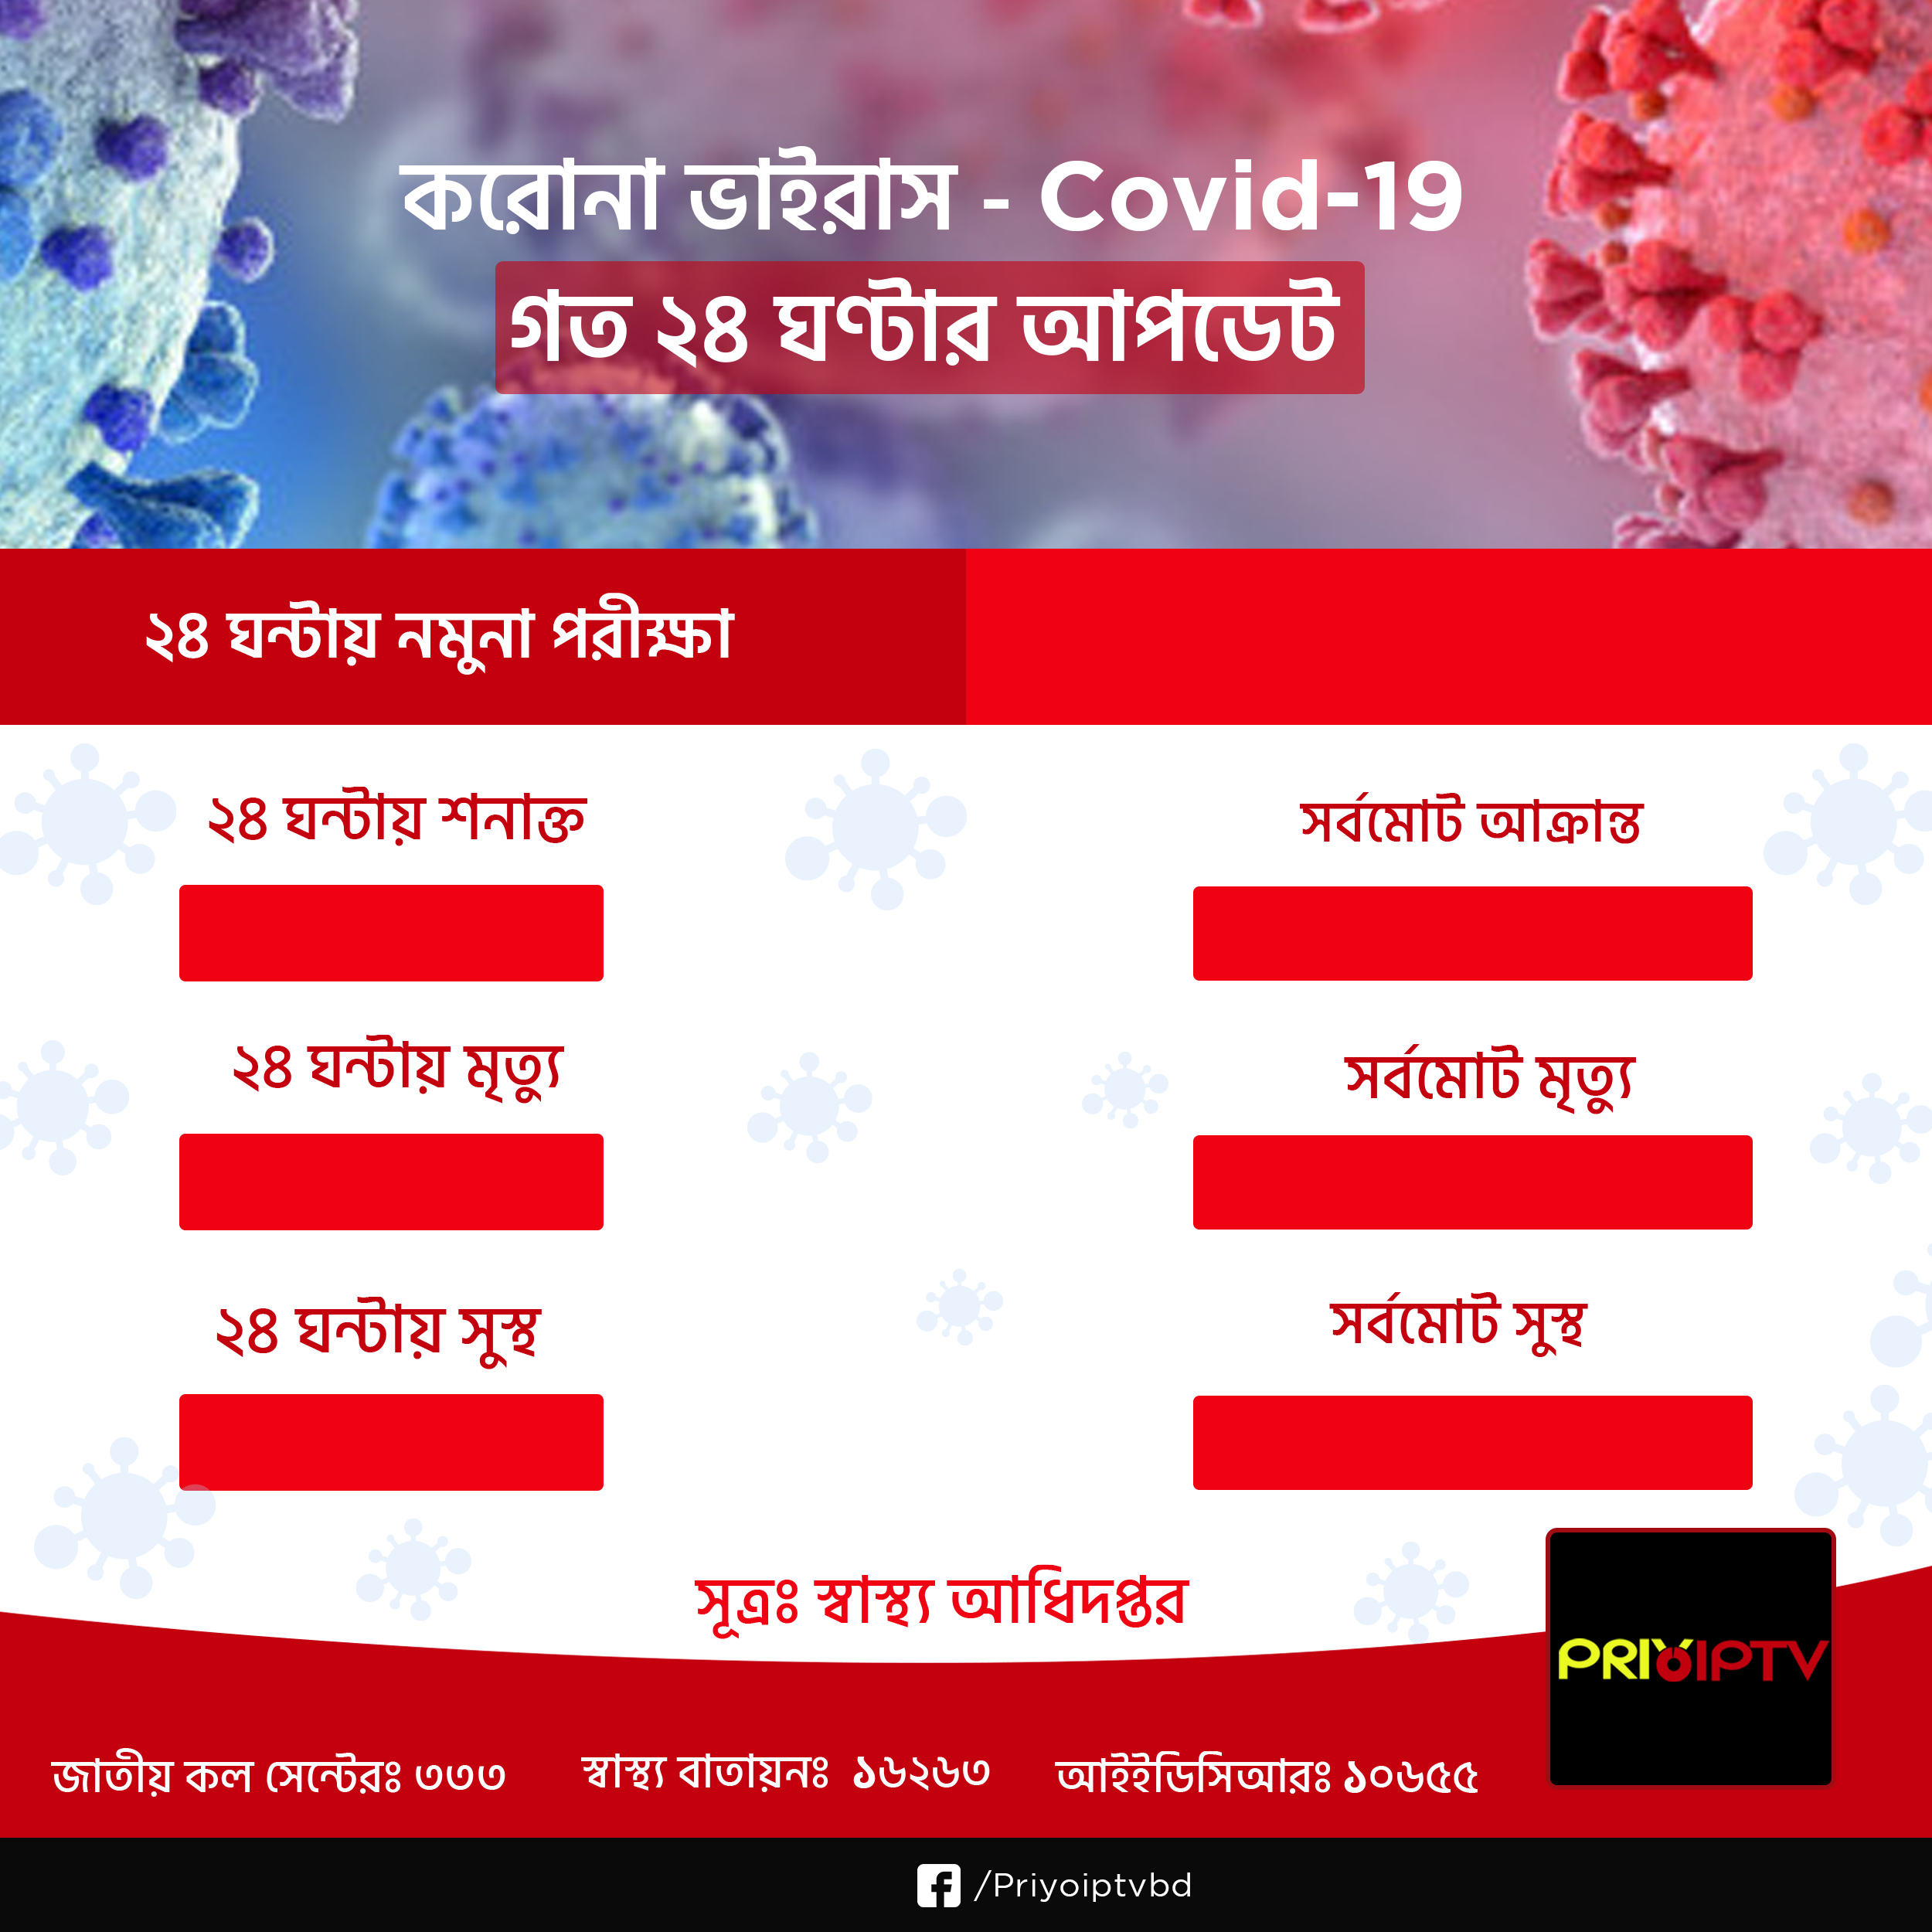 করোনা ভাইরাস - Covid-19
গত ২৪ ঘণ্টার আপডেট
২৪ ঘন্টায় নমুনা পরীক্ষা
২৪ ঘন্টায় শনাক্ত
সর্বমোট আক্রান্ত
২৪ ঘন্টায় মৃত্যু
সর্বমোট মৃত্যু
২৪ ঘন্টায় সুস্থ
সর্বমোট সুস্থ
সূত্রঃ স্বাস্থ্য আধিদপ্তর
PRIYOIPTV
জাতীয় কল সেন্টেরঃ ৩৩৩
স্বাস্থ্য বাতায়নঃ ১৬২৬৩
আইইডিসিআরঃ ১০৬৫৫
/Priyoiptvbd